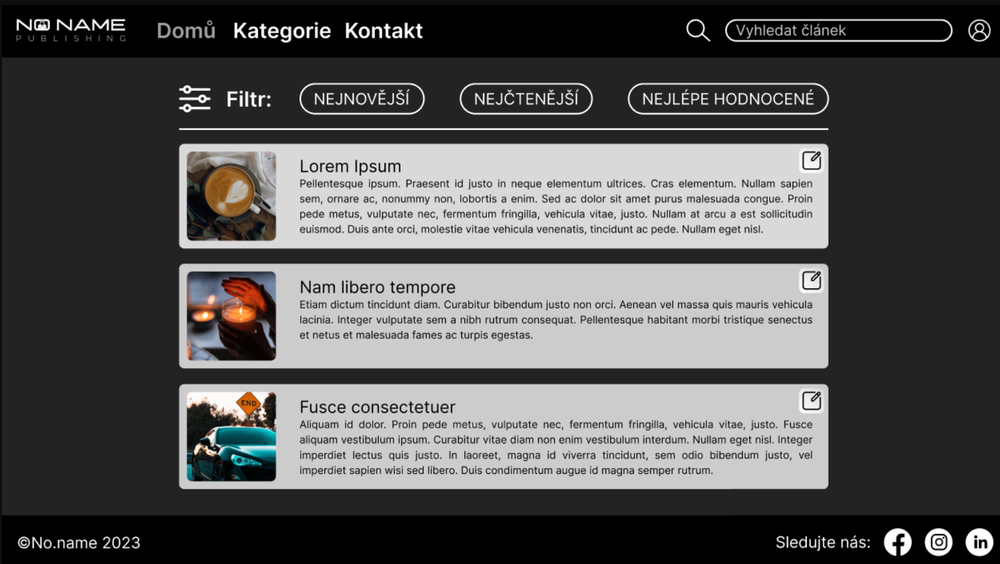 NO NAME
PUBLISHING
Domů Kategorie Kontakt
Vyhledat článek
Filtr: NEJNOVĚJŠÍ NEJČTENĚJŠÍ NEJLÉPE HODNOCENÉ
Lorem Ipsum
Pellentesque ipsum. Praesent id justo in neque elementum ultrices. Cras elementum. Nullam sapien
sem, ornare ac, nonummy non, lobortis a enim. Sed ac dolor sit amet purus malesuada congue. Proin
pede metus, vulputate nec, fermentum fringilla, vehicula vitae, justo. Nullam at arcu a est sollicitudin
euismod. Duis ante orci, molestie vitae vehicula venenatis, tincidunt ac pede. Nullam eget nisl.
Nam libero tempore
Etiam dictum tincidunt diam. Curabitur bibendum justo non orci. Aenean vel massa quis mauris vehicula
lacinia. Integer vulputate sem a nibh rutrum consequat. Pellentesque habitant morbi tristique senectus
et netus et malesuada fames ac turpis egestas.
END
Fusce consectetuer
Aliquam id dolor. Proin pede metus, vulputate nec, fermentum fringilla, vehicula vitae, justo. Fusce
aliquam vestibulum ipsum. Curabitur vitae diam non enim vestibulum interdum. Nullam eget nisl. Integer
imperdiet lectus quis justo. In laoreet, magna id viverra tincidunt, sem odio bibendum justo, vel
imperdiet sapien wisi sed libero. Duis condimentum augue id magna semper rutrum.
©No.name 2023
Sledujte nás: f in